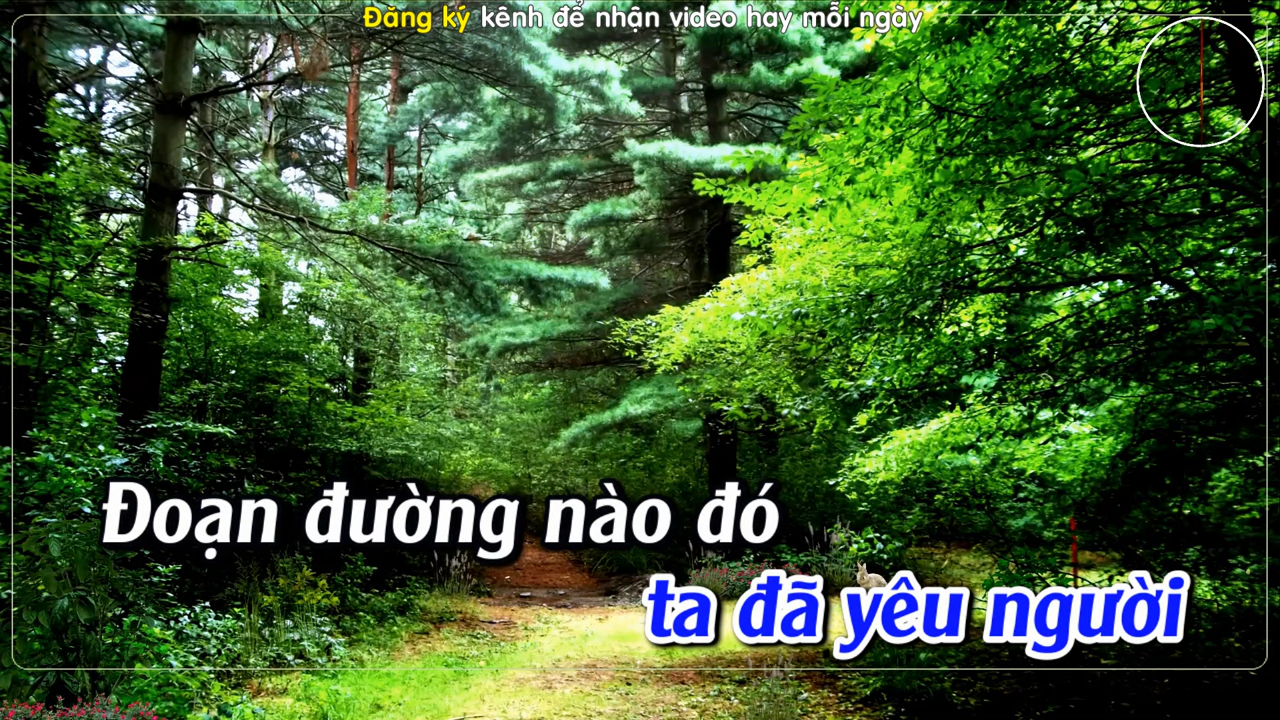 Đăng ký kênh để nhận video hay mỗi ngày
Đoạn đường nào đó
ta đã yêu người